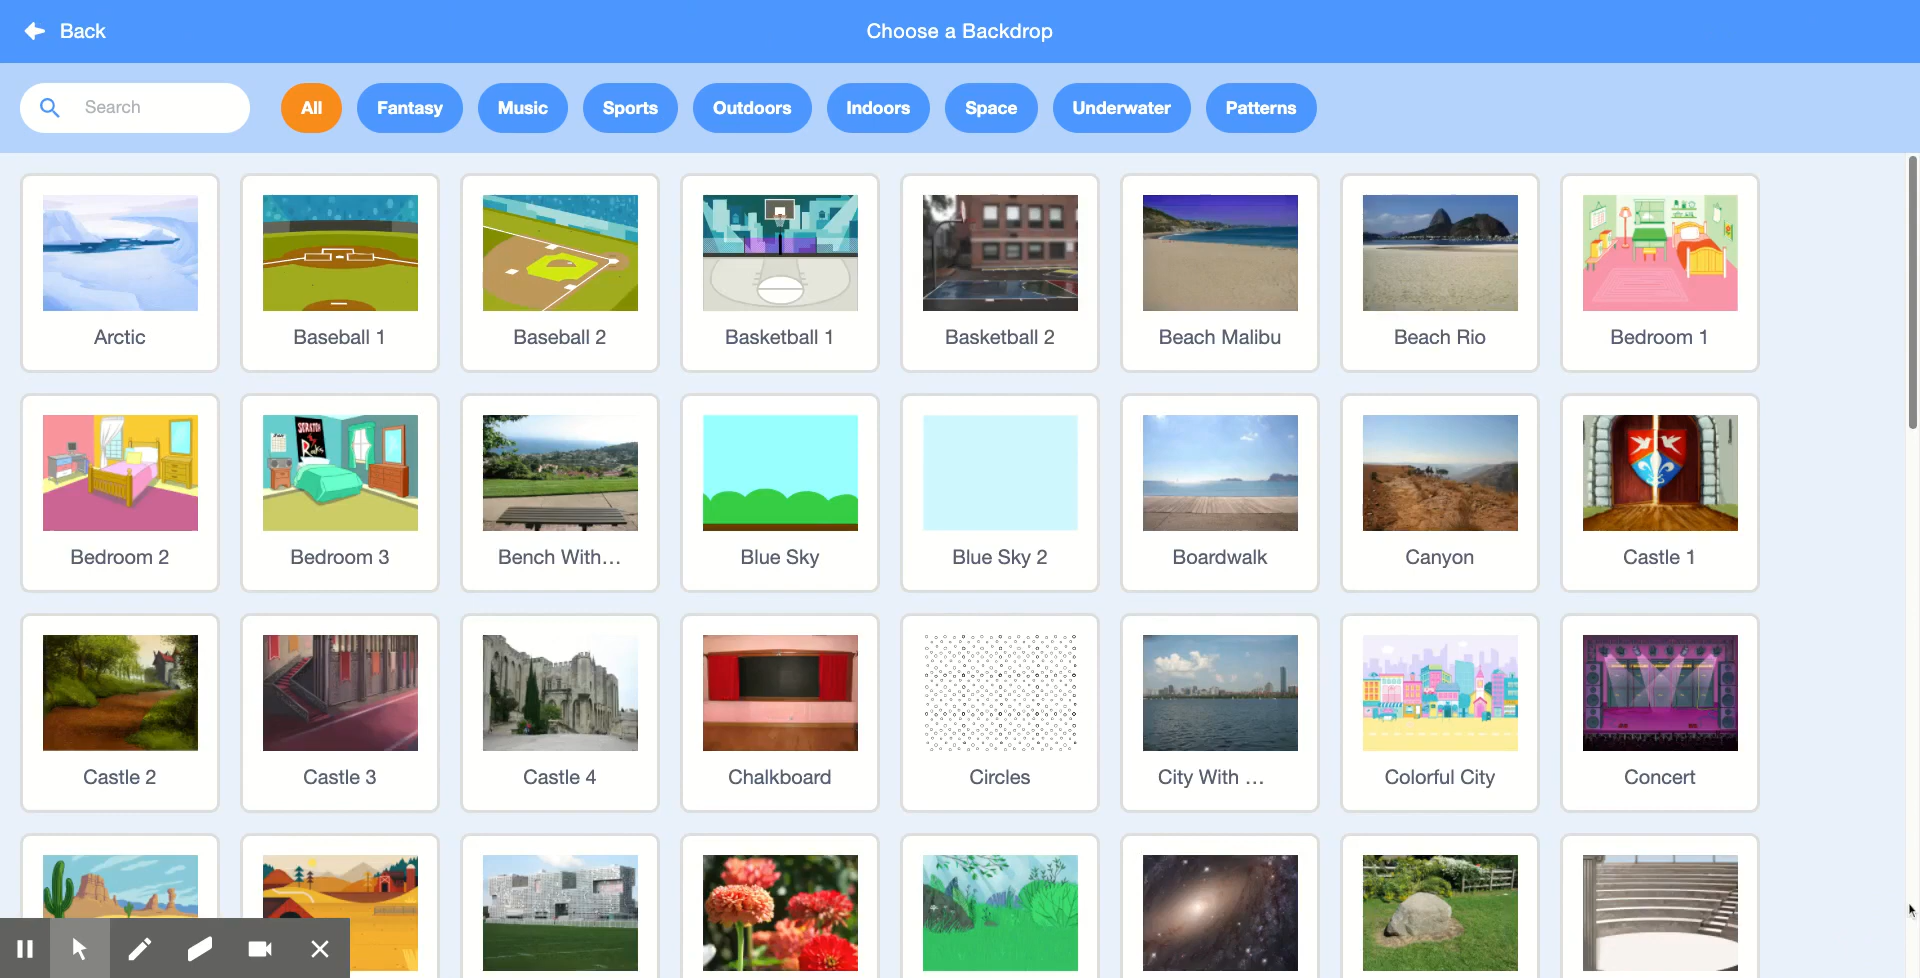 Back
Choose a Backdrop
Search
All
Fantasy
Music
Sports
Outdoors
Indoors
Space
Underwater
Patterns
Arctic
Baseball 1
Baseball 2
Basketball 1
Basketball 2
Beach Malibu
Beach Rio
Bedroom 1
SCRATCH
Bedroom 2
Bedroom 3
Bench With...
Blue Sky
Blue Sky 2
Boardwalk
Canyon
Castle 1
Castle 2
Castle 3
Castle 4
Chalkboard
Circles
City With ...
Colorful City
Concert